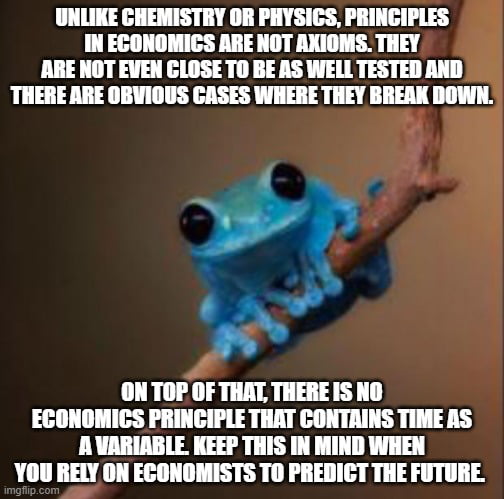 UNLIKE CHEMISTRY OR PHYSICS, PRINCIPLES
IN ECONOMICS ARE NOT AXIOMS. THEY
ARE NOT EVEN CLOSE TO BE AS WELL TESTED AND
THERE ARE OBVIOUS CASES WHERE THEY BREAK DOWN.
ON TOP OF THAT, THERE IS NO
ECONOMICS PRINCIPLE THAT CONTAINS TIME AS
A VARIABLE. KEEP THIS IN MIND WHEN
YOU RELY ON ECONOMISTS TO PREDICT THE FUTURE.
imgflip.com